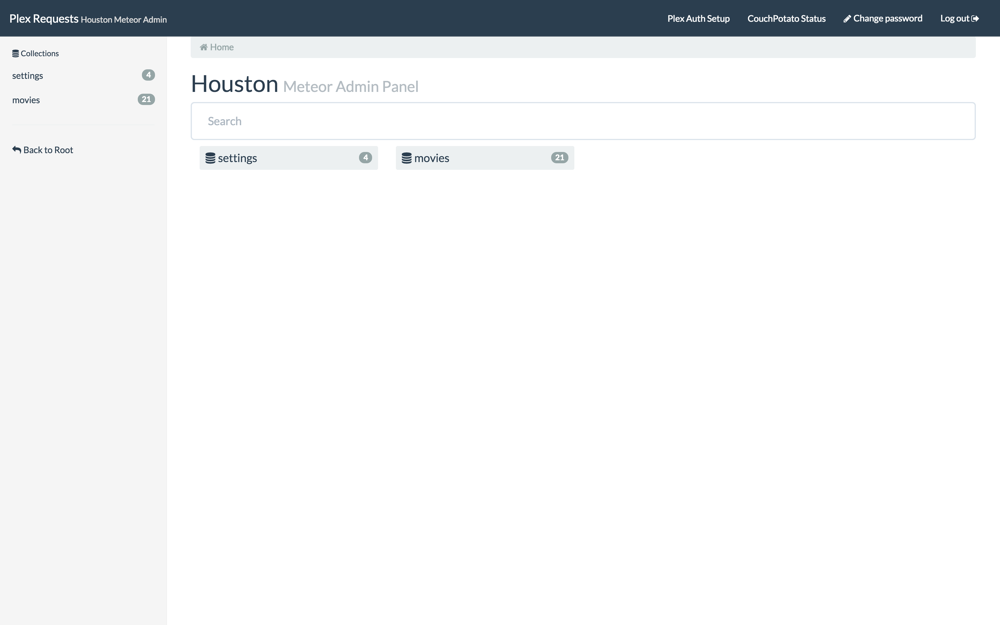 Plex Requests Houston Meteor Admin
Plex Auth Setup
CouchPotato Status
Change password
Log out
Collections
settings 4
movies 21
Back to Root
Home
Houston Meteor Admin Panel
Search
settings 4
movies 21